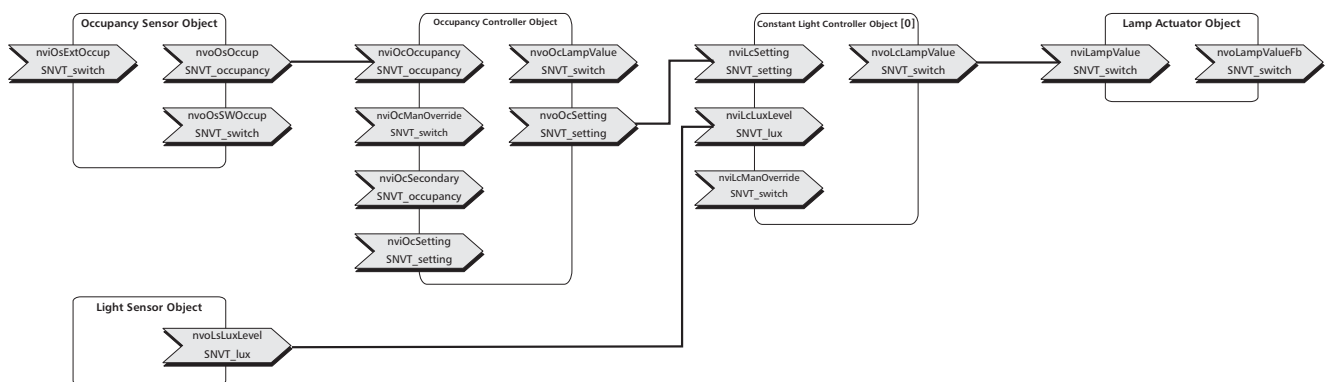 Occupancy Sensor Object
nviOsExtOccup
SNVT_switch
nvoOsOccup
SNVT_occupancy
nvoOsSWOccup
SNVT_switch
Occupancy Controller Object
nviOcOccupancy
SNVT_occupancy
nviOcManOverride
SNVT_switch
nviOcSecondary
SNVT_occupancy
nviOcSetting
SNVT_setting
nvoOcLampValue
SNVT_switch
nvoOcSetting
SNVT_setting
Constant Light Controller Object [0]
nviLcSetting
SNVT_setting
nviLcLuxLevel
SNVT_lux
nviLcManOverride
SNVT_switch
nvoLcLampValue
SNVT_switch
Lamp Actuator Object
nviLampValue
SNVT_switch
nvoLampValueFb
SNVT_switch
Light Sensor Object
nvoLsLuxLevel
SNVT_lux